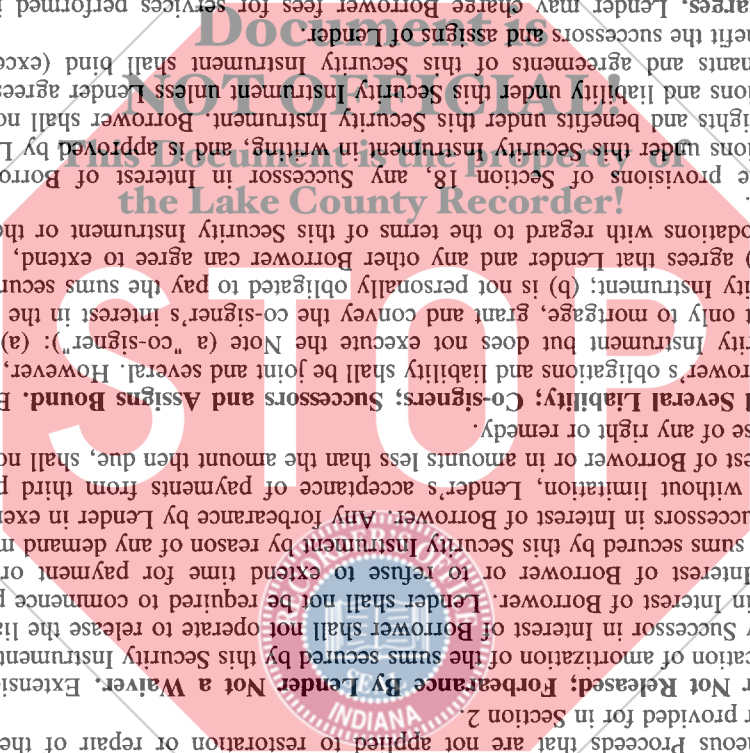 eous Proceeds that are not applied to restoration or repair of the
r provided for in Section 2.
r Not Released; Forbearance By Lender Not a Waiver. Extensi
cation of amortization of the sums secured by this Security Instrument
y Successor in Interest of Borrower shall not operate to release the lia
in Interest of Borrower. Lender shall not be required to commence p
Interest of Borrower or to refuse to extend time for payment or
sums secured by this Security Instrument by reason of any demand m
uccessors in Interest of Borrower. Any forbearance by Lender in exer
without limitation, Lender's acceptance of payments from third p
est of Borrower or in amounts less than the amount then due, shall no
se of any right or remedy.
l Several Liability; Co-signers; Successors and Assigns Bound. B
rower's obligations and liability shall be joint and several. However,
rity Instrument but does not execute the Note (a "co-signer"): (a)
t only to mortgage, grant and convey the co-signer's interest in the
ity Instrument; (b) is not personally obligated to pay the sums secur
) agrees that Lender and any other Borrower can agree to extend,
odations with regard to the terms of this Security Instrument or the
.
e provisions of Section 18, any Successor in Interest of Borro
ions under this Security Instrument in writing, and is approved by L
ights and benefits under this Security Instrument. Borrower shall no
ions and liability under this Security Instrument unless Lender agrees
nants and agreements of this Security Instrument shall bind (exce
efit the successors and assigns of Lender.
arges. Lender may charge Borrower fees for services performed i
Document is
NOT OFFICIAL!
This Document is the property of
the Lake County Recorder!
STOP
RECORDER'S OFFICE
SEAL
INDIANA